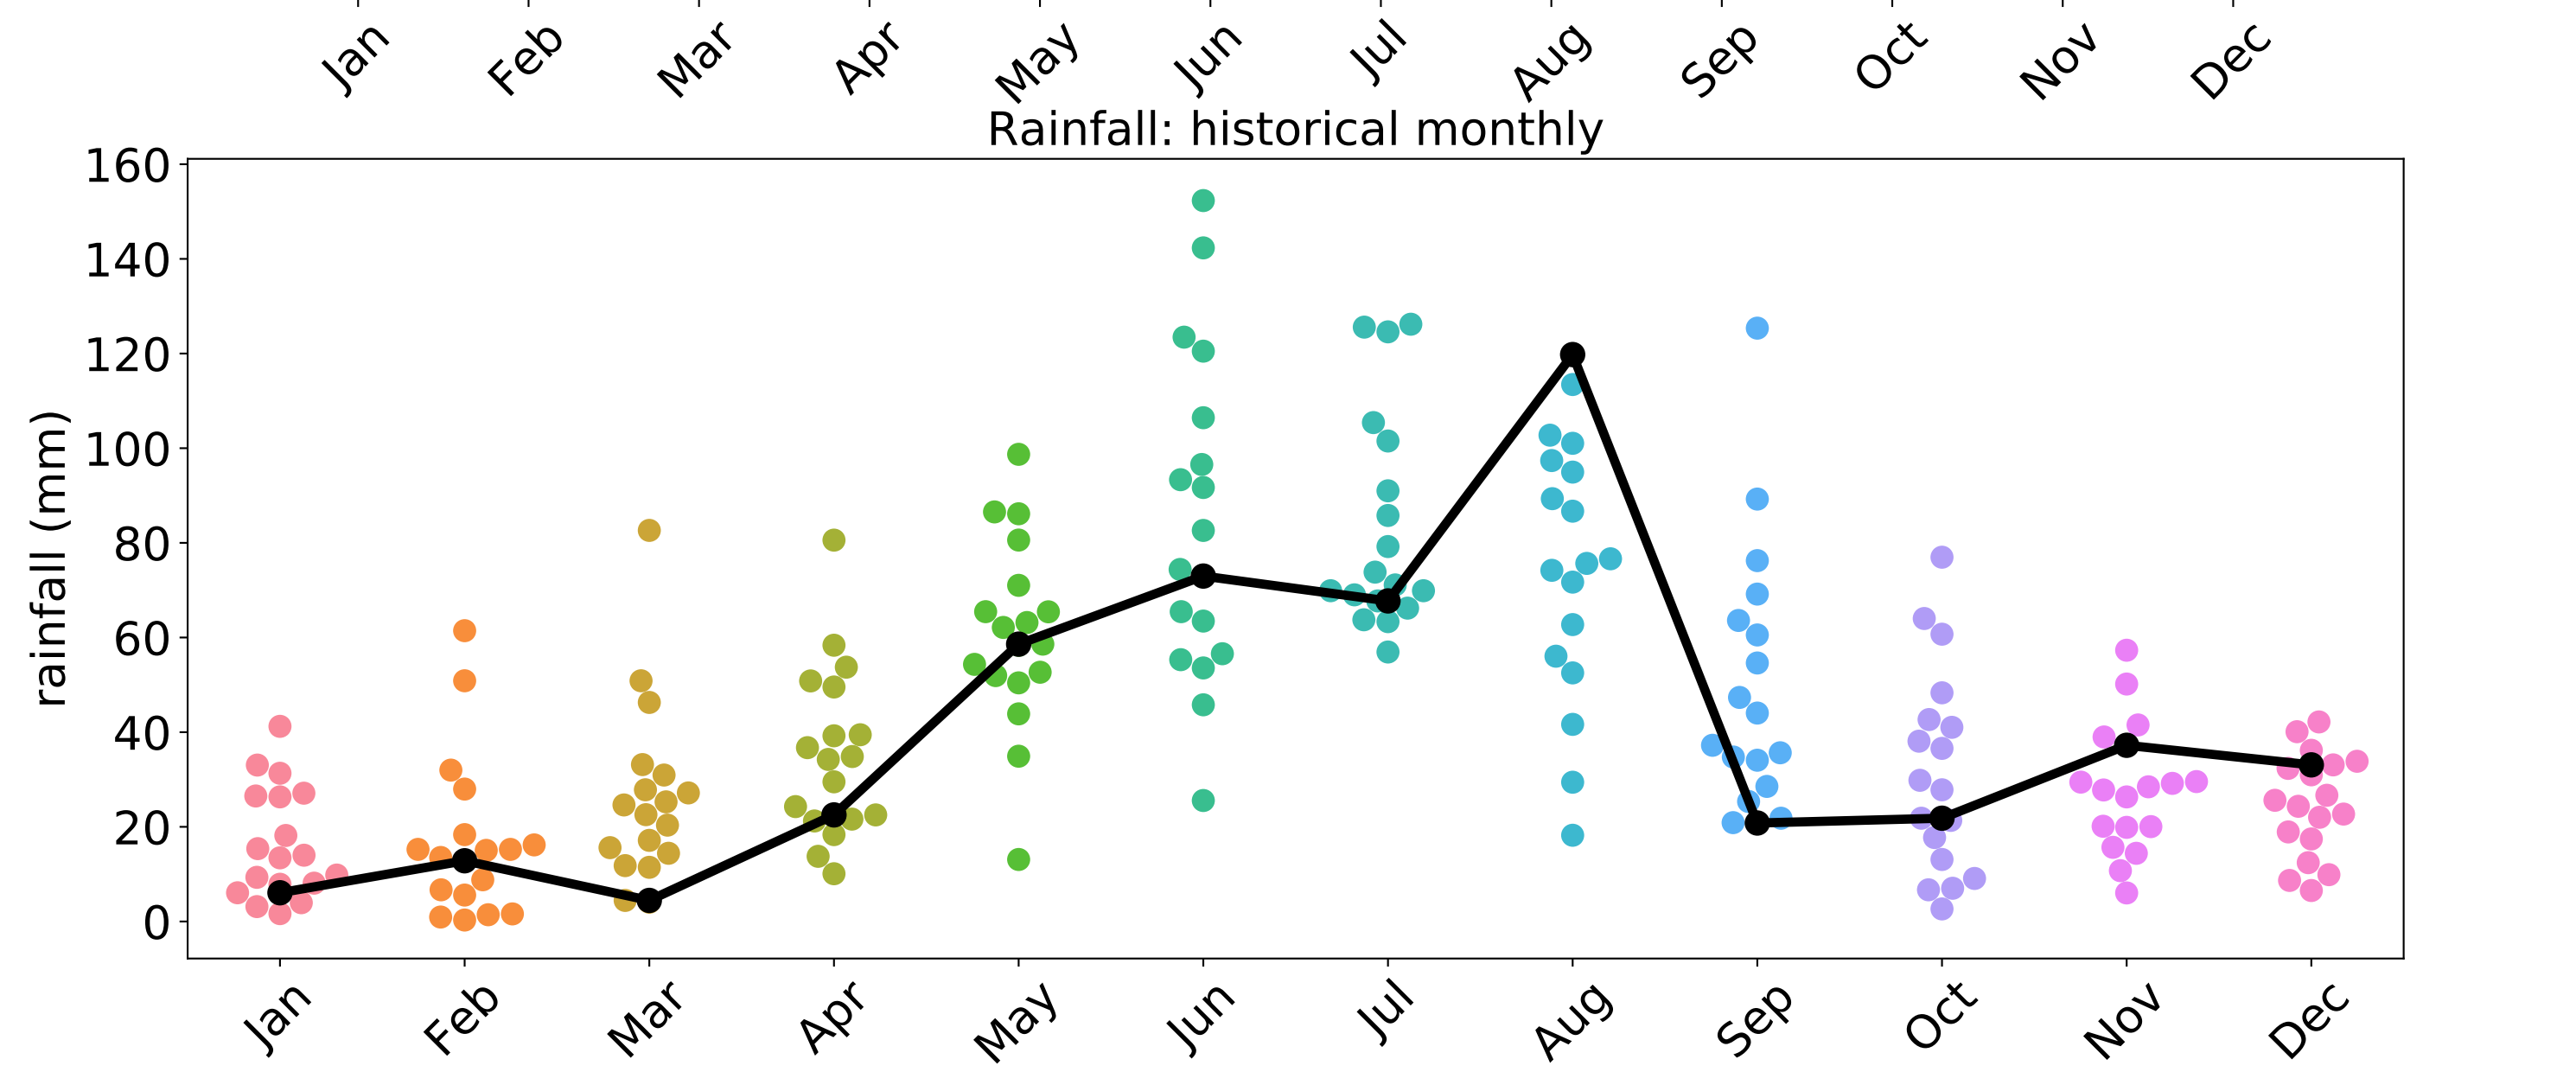 Jan Feb Mar Apr May Jun Jul Aug Sep Oct Nov Dec
Rainfall: historical monthly
160
140
120
100
80
60
40
20
0
rainfall (mm)
Jan Feb Mar Apr May Jun Jul Aug Sep Oct Nov Dec